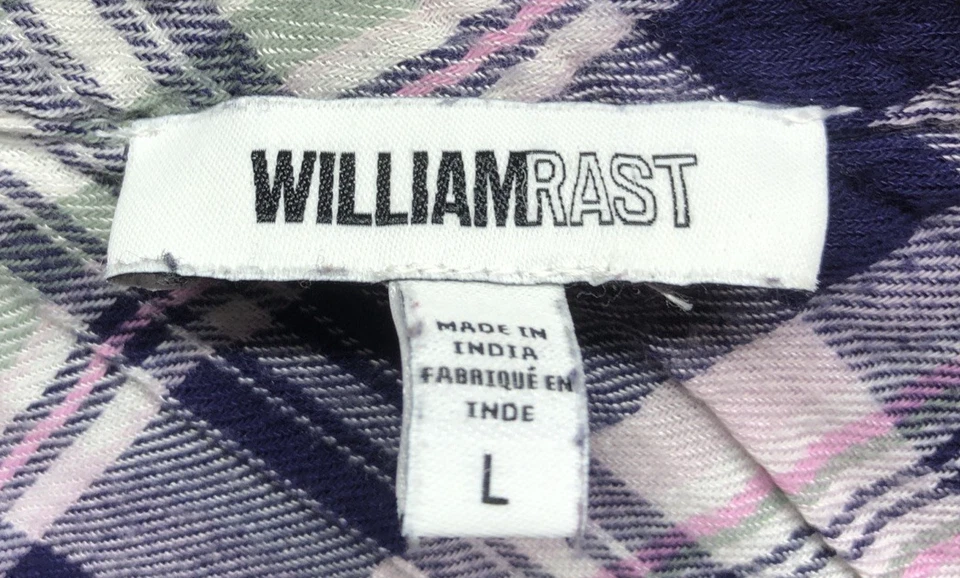 WILLIAMRAST
MADE IN
INDIA
FABRIQUÉ EN
INDE
L